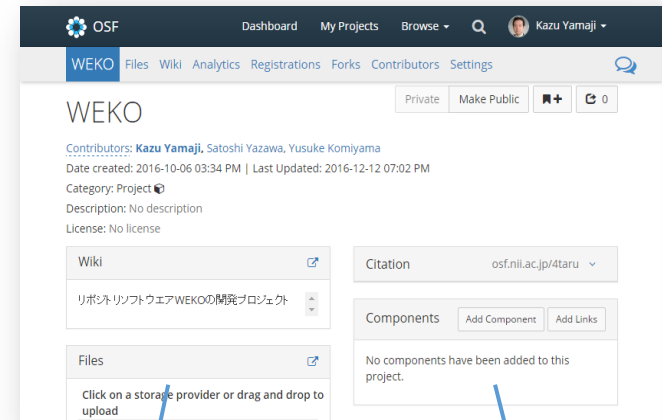 OSF Dashboard My Projects Browse Kazu Yamaji
WEKO Files Wiki Analytics Registrations Forks Contributors Settings
WEKO
Private Make Public + 0
Contributors: Kazu Yamaji, Satoshi Yazawa, Yusuke Komiyama
Date created: 2016-10-06 03:34 PM | Last Updated: 2016-12-12 07:02 PM
Category: Project
Description: No description
License: No license
Wiki
リポジトリソフトウエアWEKOの開発プロジェクト
Files
Click on a storage provider or drag and drop to
upload
Citation osf.nii.ac.jp/4taru
Components Add Component Add Links
No components have been added to this
project.